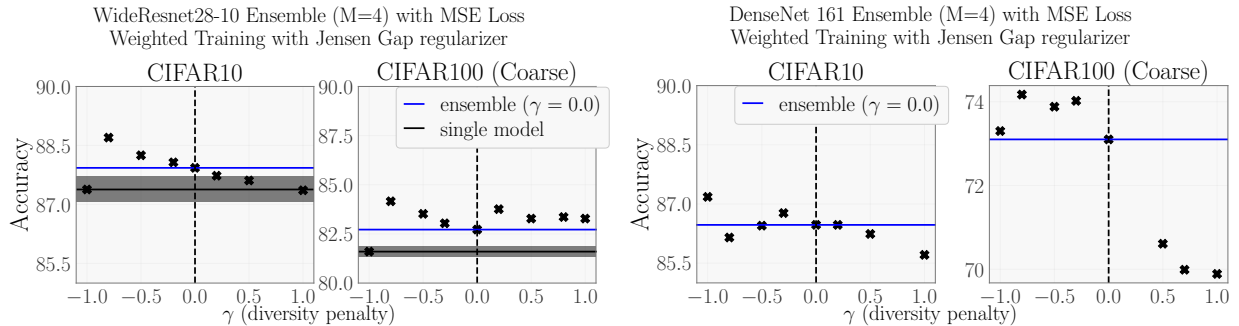 WideResnet28-10 Ensemble (M=4) with MSE Loss
Weighted Training with Jensen Gap regularizer
CIFAR10
CIFAR100 (Coarse)
90.0
88.5
87.0
85.5
Accuracy
−1.0 −0.5 0.0 0.5 1.0
90.0
87.5
85.0
82.5
80.0
ensemble (γ = 0.0)
single model
−1.0 −0.5 0.0 0.5 1.0
γ (diversity penalty)
DenseNet 161 Ensemble (M=4) with MSE Loss
Weighted Training with Jensen Gap regularizer
CIFAR10
CIFAR100 (Coarse)
90.0
88.5
87.0
85.5
Accuracy
ensemble (γ = 0.0)
−1.0 −0.5 0.0 0.5 1.0
74
72
70
−1.0 −0.5 0.0 0.5 1.0
γ (diversity penalty)